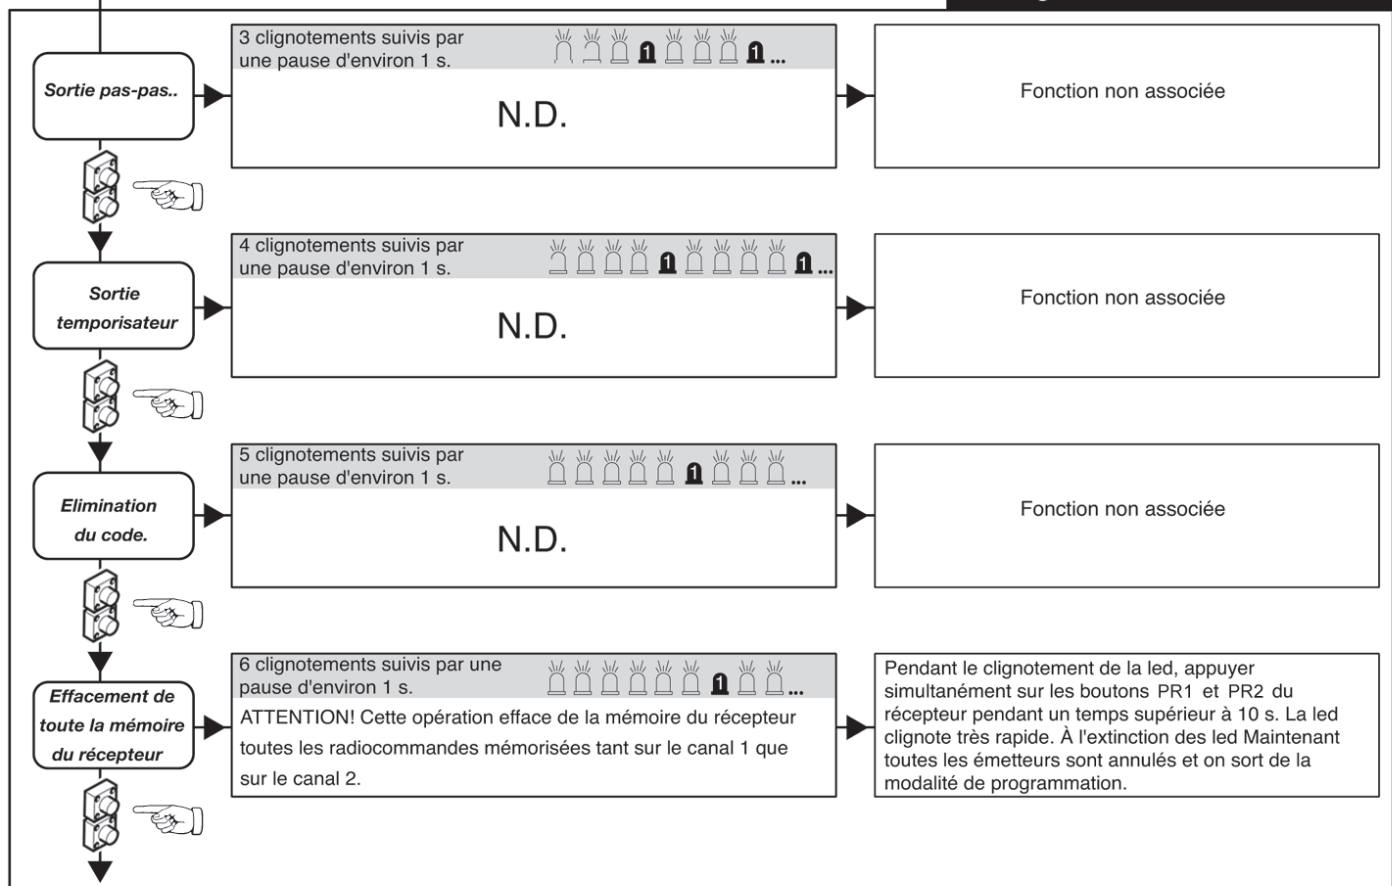 3 clignotements suivis par
une pause d'environ 1 s.
1
1
...
Sortie pas-pas..
N.D.
Fonction non associée
4 clignotements suivis par
une pause d'environ 1 s.
1
1
...
Sortie
temporisateur
N.D.
Fonction non associée
5 clignotements suivis par
une pause d'environ 1 s.
1
...
Elimination
du code.
N.D.
Fonction non associée
6 clignotements suivis par une
pause d'environ 1 s.
1
...
Effacement de
toute la mémoire
du récepteur
ATTENTION! Cette opération efface de la mémoire du récepteur
toutes les radiocommandes mémorisées tant sur le canal 1 que
sur le canal 2.
Pendant le clignotement de la led, appuyer
simultanément sur les boutons PR1 et PR2 du
récepteur pendant un temps supérieur à 10 s. La led
clignote très rapide. À l'extinction des led Maintenant
toutes les émetteurs sont annulés et on sort de la
modalité de programmation.